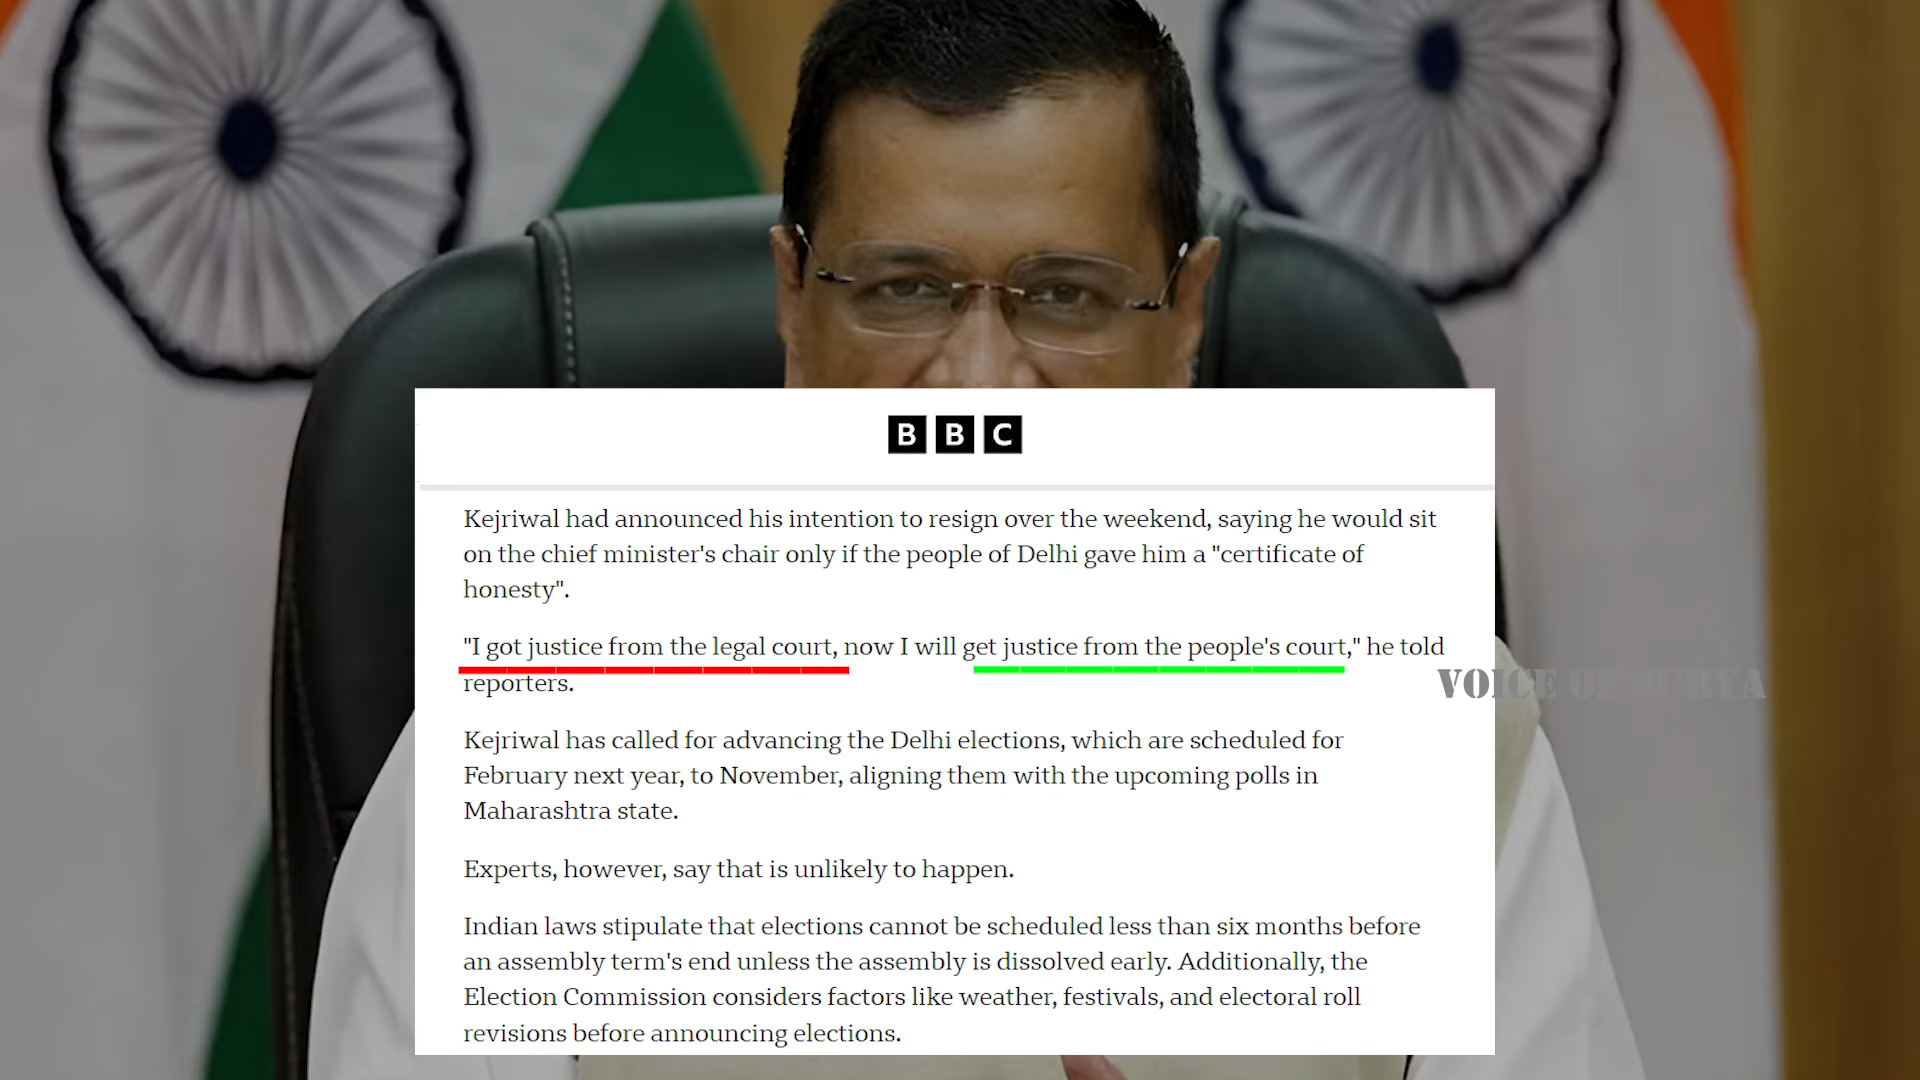 BBC
Kejriwal had announced his intention to resign over the weekend, saying he would sit
on the chief minister's chair only if the people of Delhi gave him a "certificate of
honesty".
"I got justice from the legal court, now I will get justice from the people's court," he told
reporters.
VOICE OF SURYA
Kejriwal has called for advancing the Delhi elections, which are scheduled for
February next year, to November, aligning them with the upcoming polls in
Maharashtra state.
Experts, however, say that is unlikely to happen.
Indian laws stipulate that elections cannot be scheduled less than six months before
an assembly term's end unless the assembly is dissolved early. Additionally, the
Election Commission considers factors like weather, festivals, and electoral roll
revisions before announcing elections.